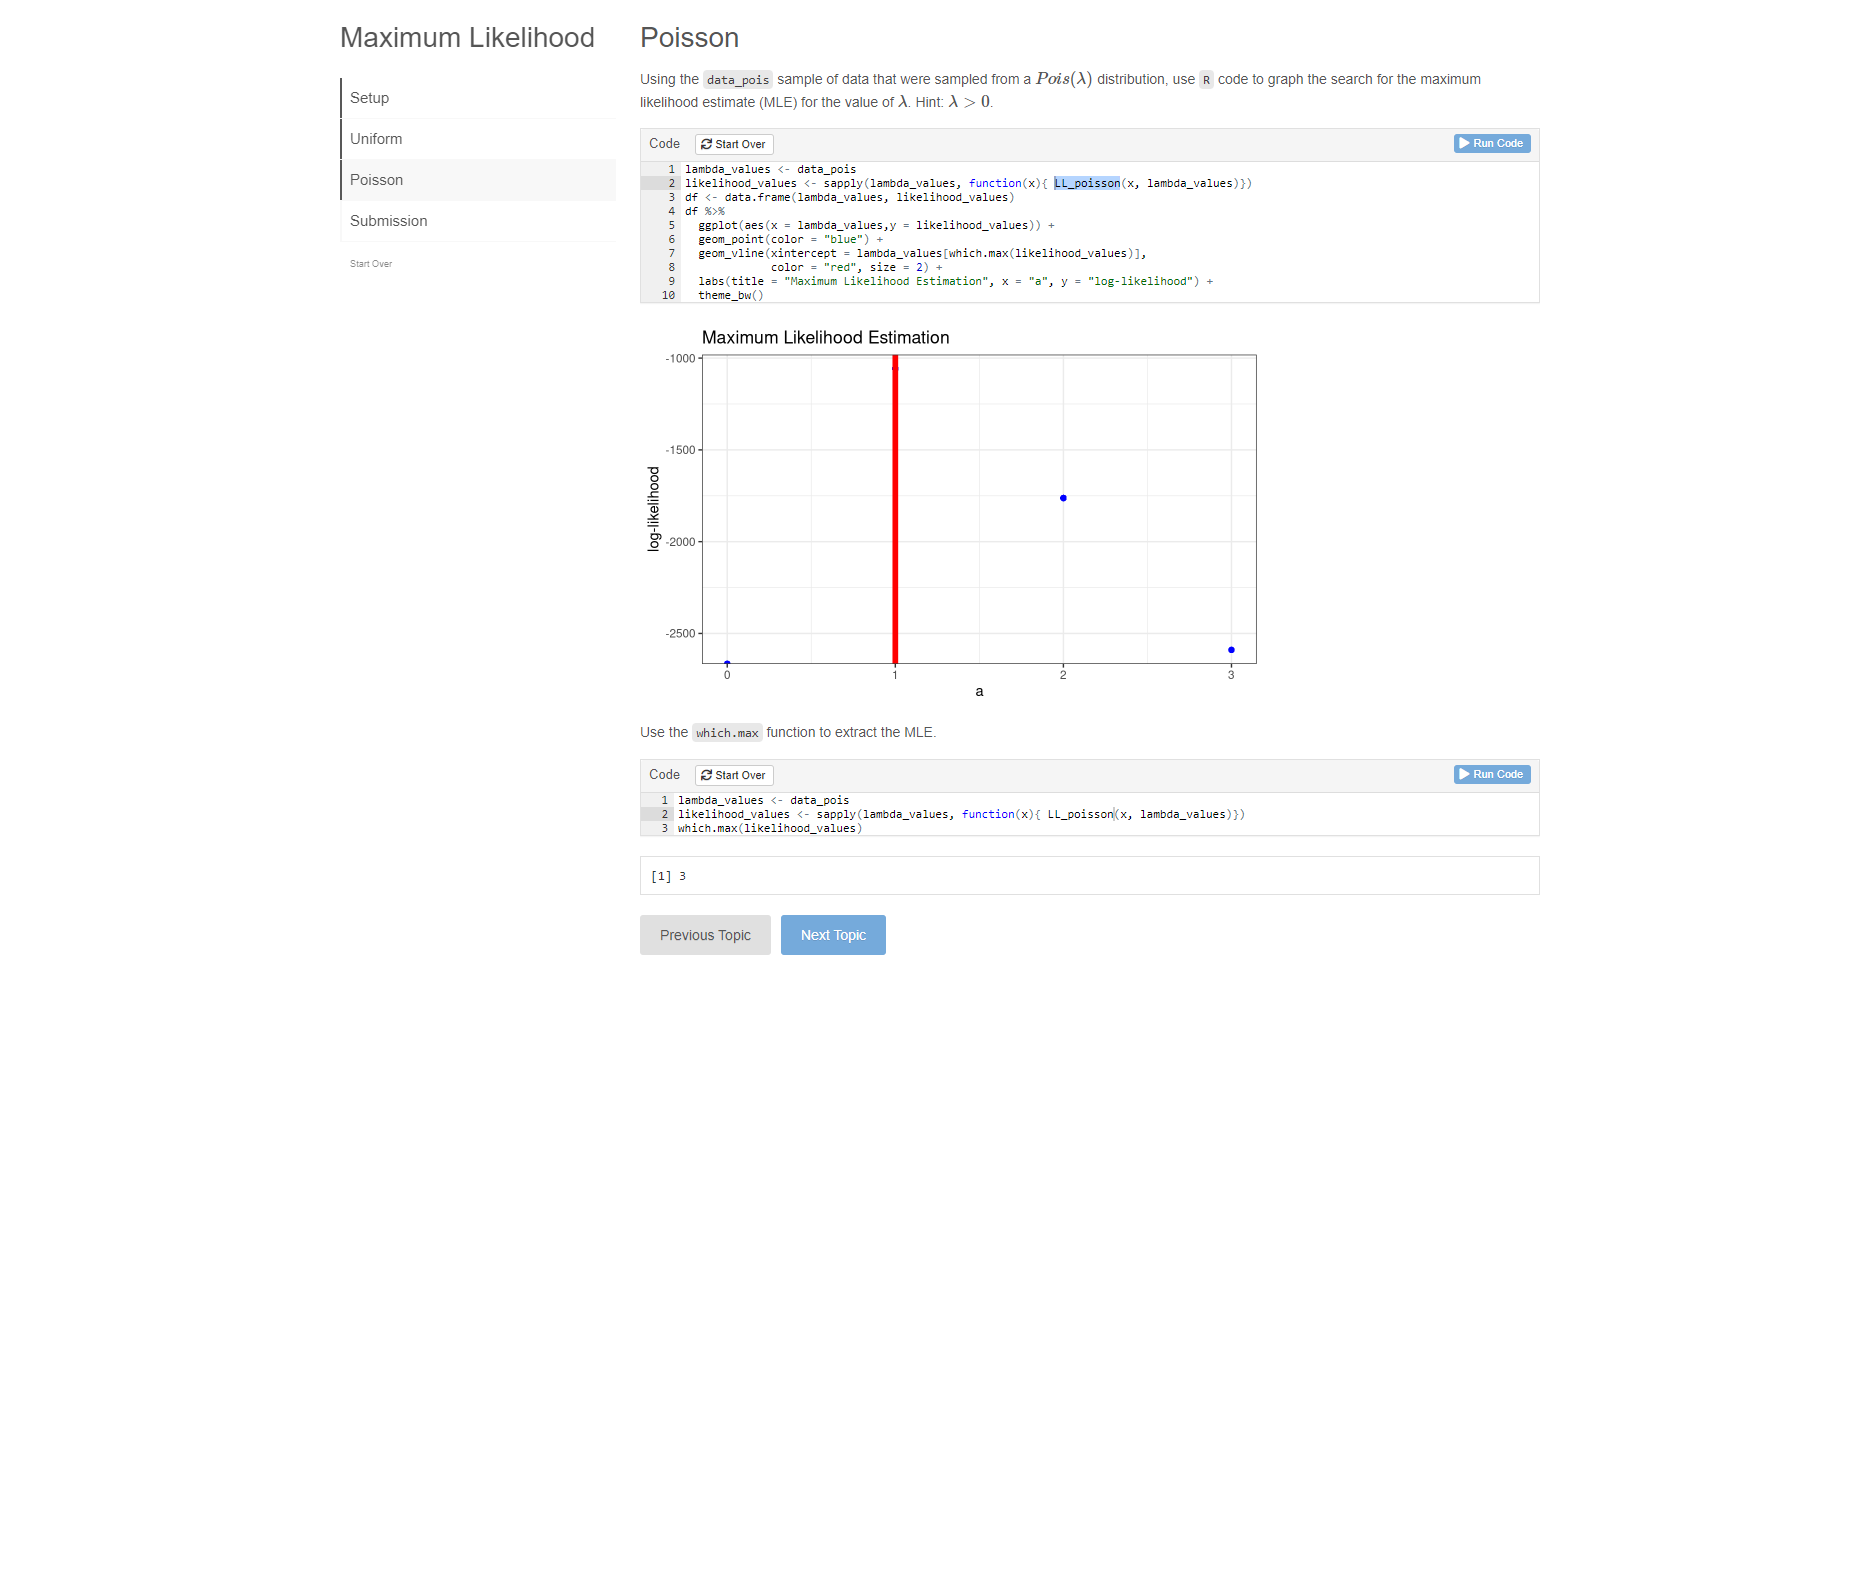 Maximum Likelihood
Setup
Uniform
Poisson
Submission
Start Over
Poisson
Using the data_pois sample of data that were sampled from a Pois(λ) distribution, use R code to graph the search for the maximum
likelihood estimate (MLE) for the value of λ. Hint: λ > 0.
Code Start Over Run Code
1 lambda_values <- data_pois
2 likelihood_values <- sapply(lambda_values, function(x){ LL_poisson(x, lambda_values)})
3 df <- data.frame(lambda_values, likelihood_values)
4 df %>%
5 ggplot(aes(x = lambda_values,y = likelihood_values)) +
6 geom_point(color = "blue") +
7 geom_vline(xintercept = lambda_values[which.max(likelihood_values)],
8 color = "red", size = 2) +
9 labs(title = "Maximum Likelihood Estimation", x = "a", y = "log-likelihood") +
10 theme_bw()
Maximum Likelihood Estimation
-1000
-1500
-2000
-2500
log-likelihood
0 1 2 3
a
Use the which.max function to extract the MLE.
Code Start Over Run Code
1 lambda_values <- data_pois
2 likelihood_values <- sapply(lambda_values, function(x){ LL_poisson(x, lambda_values)})
3 which.max(likelihood_values)
[1] 3
Previous Topic Next Topic